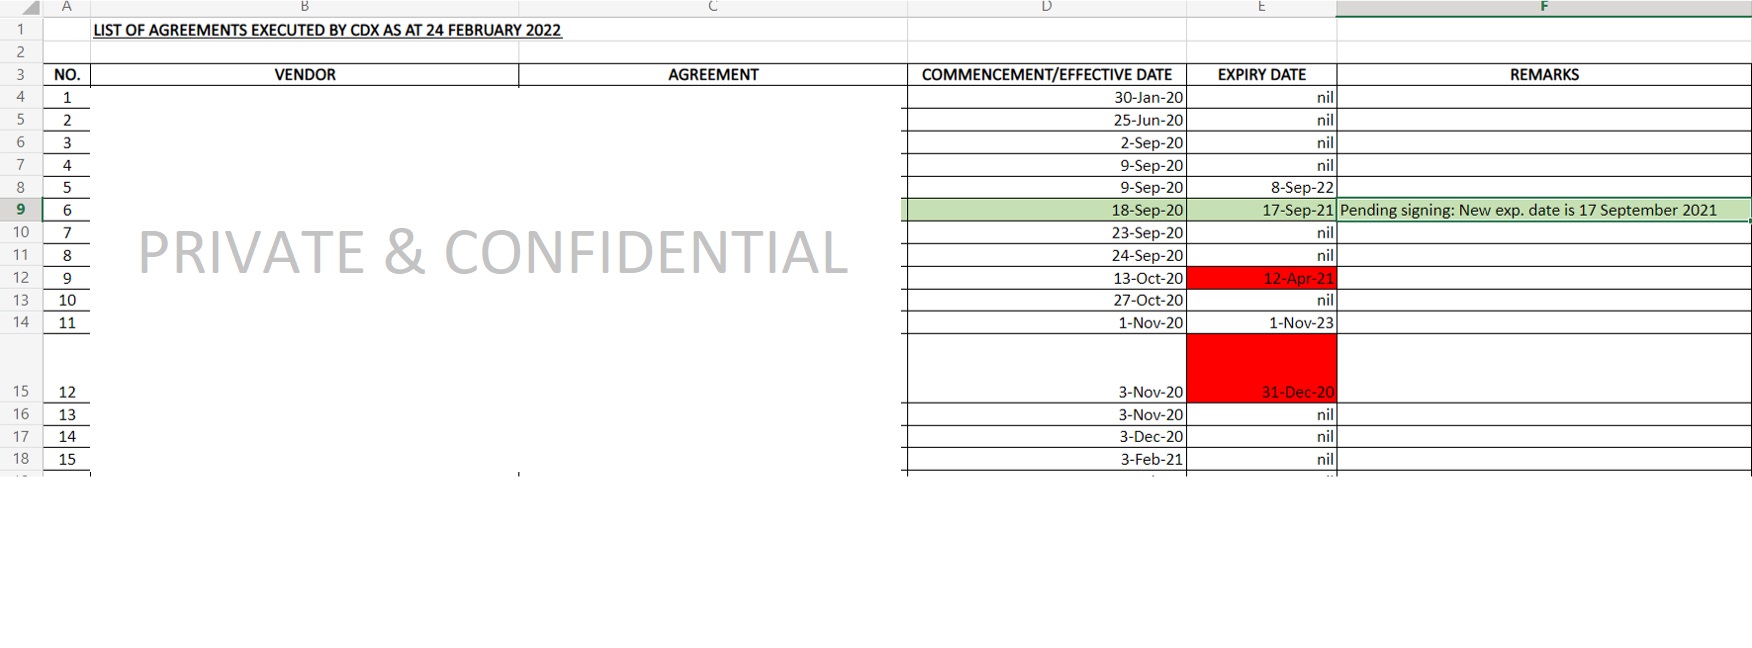 A B C D E F
1 LIST OF AGREEMENTS EXECUTED BY CDX AS AT 24 FEBRUARY 2022
2
3 NO. VENDOR AGREEMENT COMMENCEMENT/EFFECTIVE DATE EXPIRY DATE REMARKS
4 1 30-Jan-20 nil
5 2 25-Jun-20 nil
6 3 2-Sep-20 nil
7 4 9-Sep-20 nil
8 5 9-Sep-20 8-Sep-22
9 6 18-Sep-20 17-Sep-21 Pending signing: New exp. date is 17 September 2021
10 7 23-Sep-20 nil
PRIVATE & CONFIDENTIAL
11 8 24-Sep-20 nil
12 9 13-Oct-20 12-Apr-21
13 10 27-Oct-20 nil
14 11 1-Nov-20 1-Nov-23
15 12 3-Nov-20 31-Dec-20
16 13 3-Nov-20 nil
17 14 3-Dec-20 nil
18 15 3-Feb-21 nil